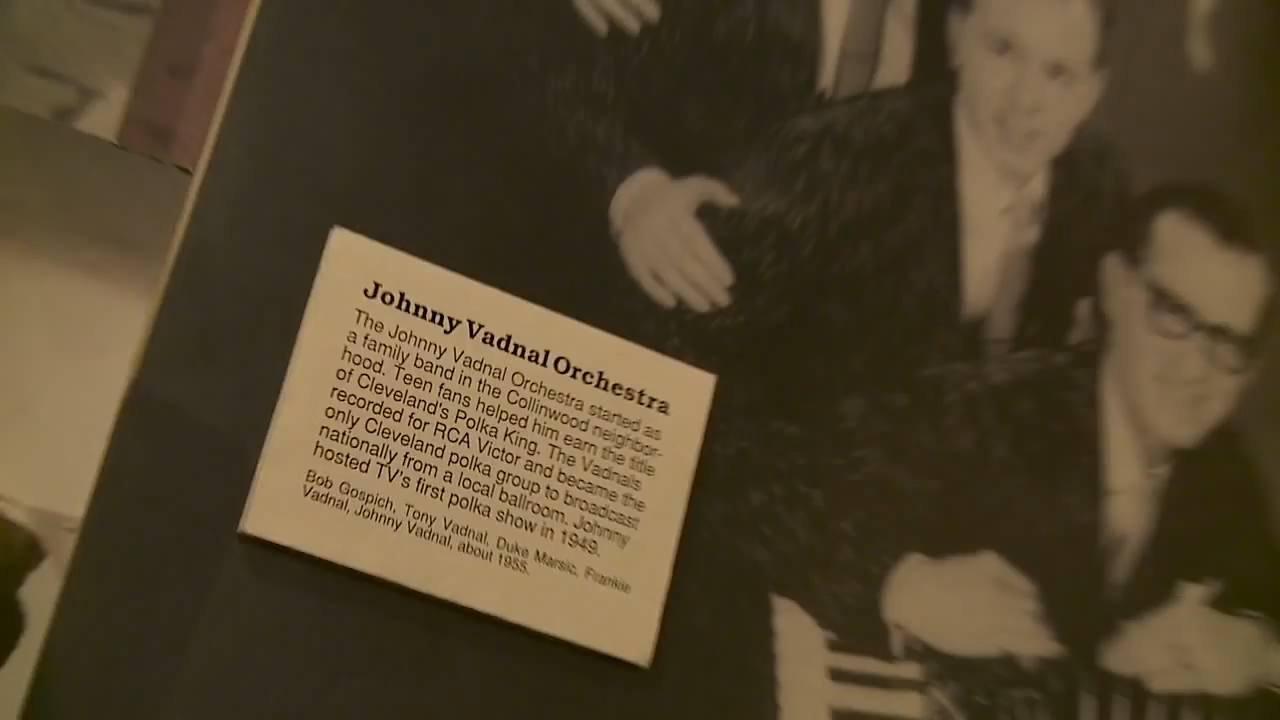 Johnny Vadnal Orchestra
The Johnny Vadnal Orchestra started as
a family band in the Collinwood neighbor-
hood. Teen fans helped him earn the title
of Cleveland's Polka King. The Vadnals
recorded for RCA Victor and became the
only Cleveland polka group to broadcast
nationally from a local ballroom. Johnny
hosted TV's first polka show in 1949.
Bob Gospich, Tony Vadnal, Duke Marsic, Frankie
Vadnal, Johnny Vadnal, about 1955.